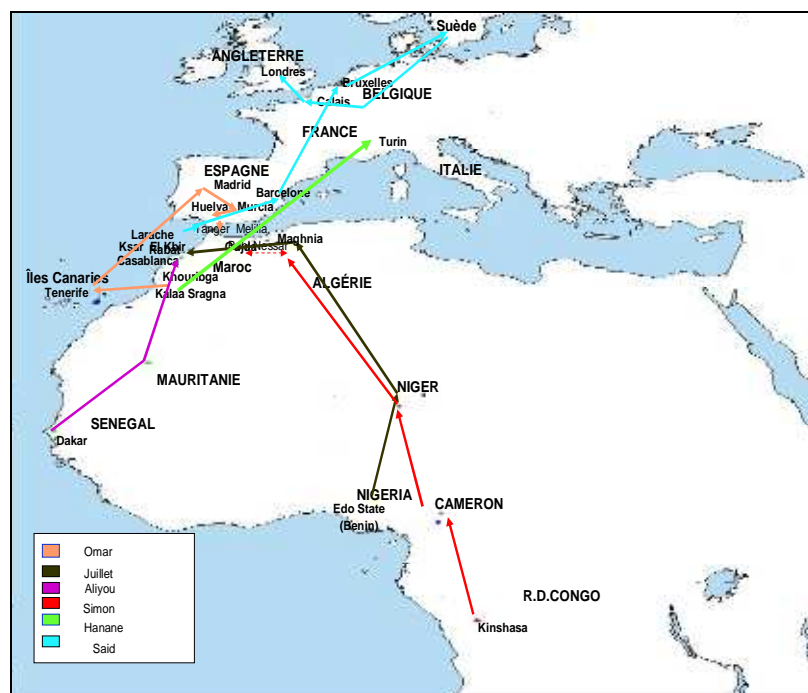 Suède
ANGLETERRE
Londres
Bruxelles
BELGIQUE
Calais
FRANCE
Turin
ITALIE
ESPAGNE
Madrid
Barcelone
Huelva
Murcia
Larache
Tanger Melilla
Ksar El Kbir
Rabat
Maghnia
Casablanca
Maroc
Îles Canaries
Khouribga
ALGÉRIE
Tenerife
Kalaa Sragna
MAURITANIE
NIGER
SENEGAL
Dakar
NIGERIA
CAMERON
Edo State
(Benin)
R.D.CONGO
Kinshasa
Omar
Juillet
Aliyou
Simon
Hanane
Said